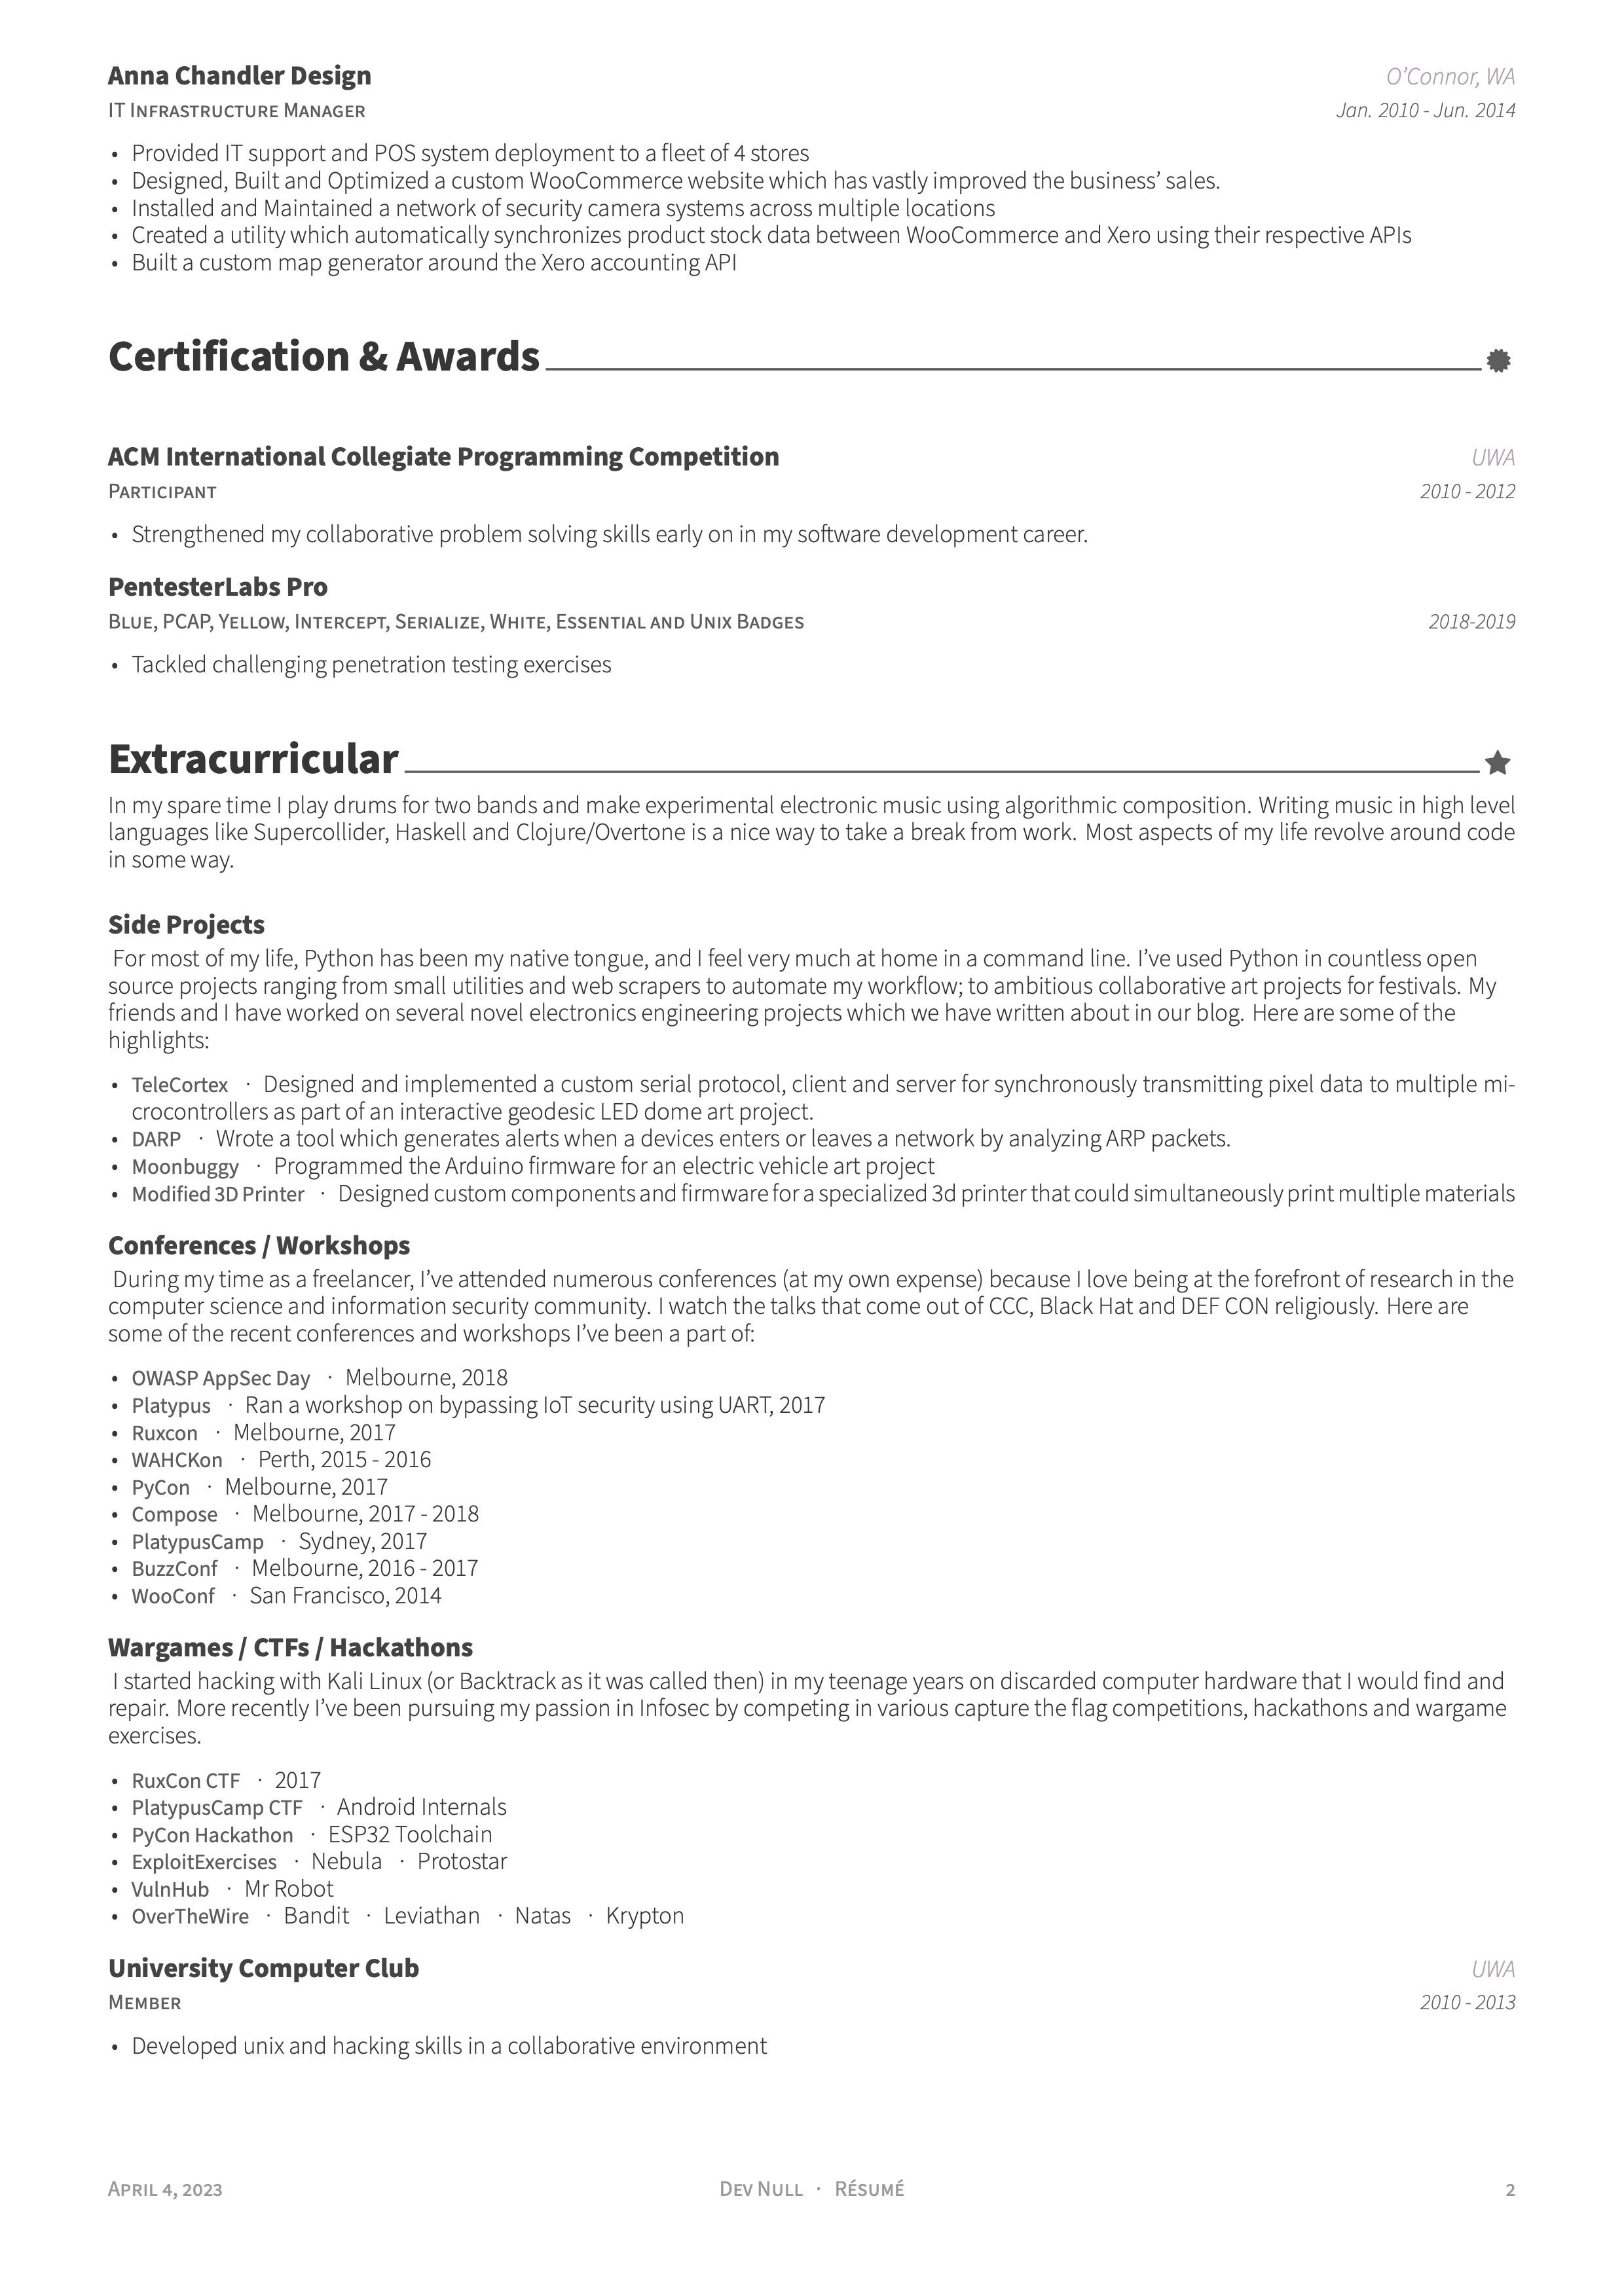 Anna Chandler Design O’Connor, WA
IT Infrastructure Manager Jan. 2010 - Jun. 2014
• Provided IT support and POS system deployment to a fleet of 4 stores
• Designed, Built and Optimized a custom WooCommerce website which has vastly improved the business’ sales.
• Installed and Maintained a network of security camera systems across multiple locations
• Created a utility which automatically synchronizes product stock data between WooCommerce and Xero using their respective APIs
• Built a custom map generator around the Xero accounting API
Certification & Awards
ACM International Collegiate Programming Competition UWA
Participant 2010 - 2012
• Strengthened my collaborative problem solving skills early on in my software development career.
PentesterLabs Pro
Blue, PCAP, Yellow, Intercept, Serialize, White, Essential and Unix Badges 2018-2019
• Tackled challenging penetration testing exercises
Extracurricular
In my spare time I play drums for two bands and make experimental electronic music using algorithmic composition. Writing music in high level
languages like Supercollider, Haskell and Clojure/Overtone is a nice way to take a break from work. Most aspects of my life revolve around code
in some way.
Side Projects
For most of my life, Python has been my native tongue, and I feel very much at home in a command line. I’ve used Python in countless open
source projects ranging from small utilities and web scrapers to automate my workflow; to ambitious collaborative art projects for festivals. My
friends and I have worked on several novel electronics engineering projects which we have written about in our blog. Here are some of the
highlights:
• TeleCortex · Designed and implemented a custom serial protocol, client and server for synchronously transmitting pixel data to multiple mi-
crocontrollers as part of an interactive geodesic LED dome art project.
• DARP · Wrote a tool which generates alerts when a devices enters or leaves a network by analyzing ARP packets.
• Moonbuggy · Programmed the Arduino firmware for an electric vehicle art project
• Modified 3D Printer · Designed custom components and firmware for a specialized 3d printer that could simultaneously print multiple materials
Conferences / Workshops
During my time as a freelancer, I’ve attended numerous conferences (at my own expense) because I love being at the forefront of research in the
computer science and information security community. I watch the talks that come out of CCC, Black Hat and DEF CON religiously. Here are
some of the recent conferences and workshops I’ve been a part of:
• OWASP AppSec Day · Melbourne, 2018
• Platypus · Ran a workshop on bypassing IoT security using UART, 2017
• Ruxcon · Melbourne, 2017
• WAHCKon · Perth, 2015 - 2016
• PyCon · Melbourne, 2017
• Compose · Melbourne, 2017 - 2018
• PlatypusCamp · Sydney, 2017
• BuzzConf · Melbourne, 2016 - 2017
• WooConf · San Francisco, 2014
Wargames / CTFs / Hackathons
I started hacking with Kali Linux (or Backtrack as it was called then) in my teenage years on discarded computer hardware that I would find and
repair. More recently I’ve been pursuing my passion in Infosec by competing in various capture the flag competitions, hackathons and wargame
exercises.
• RuxCon CTF · 2017
• PlatypusCamp CTF · Android Internals
• PyCon Hackathon · ESP32 Toolchain
• ExploitExercises · Nebula · Protostar
• VulnHub · Mr Robot
• OverTheWire · Bandit · Leviathan · Natas · Krypton
University Computer Club UWA
Member 2010 - 2013
• Developed unix and hacking skills in a collaborative environment
April 4, 2023 Dev Null · Résumé 2